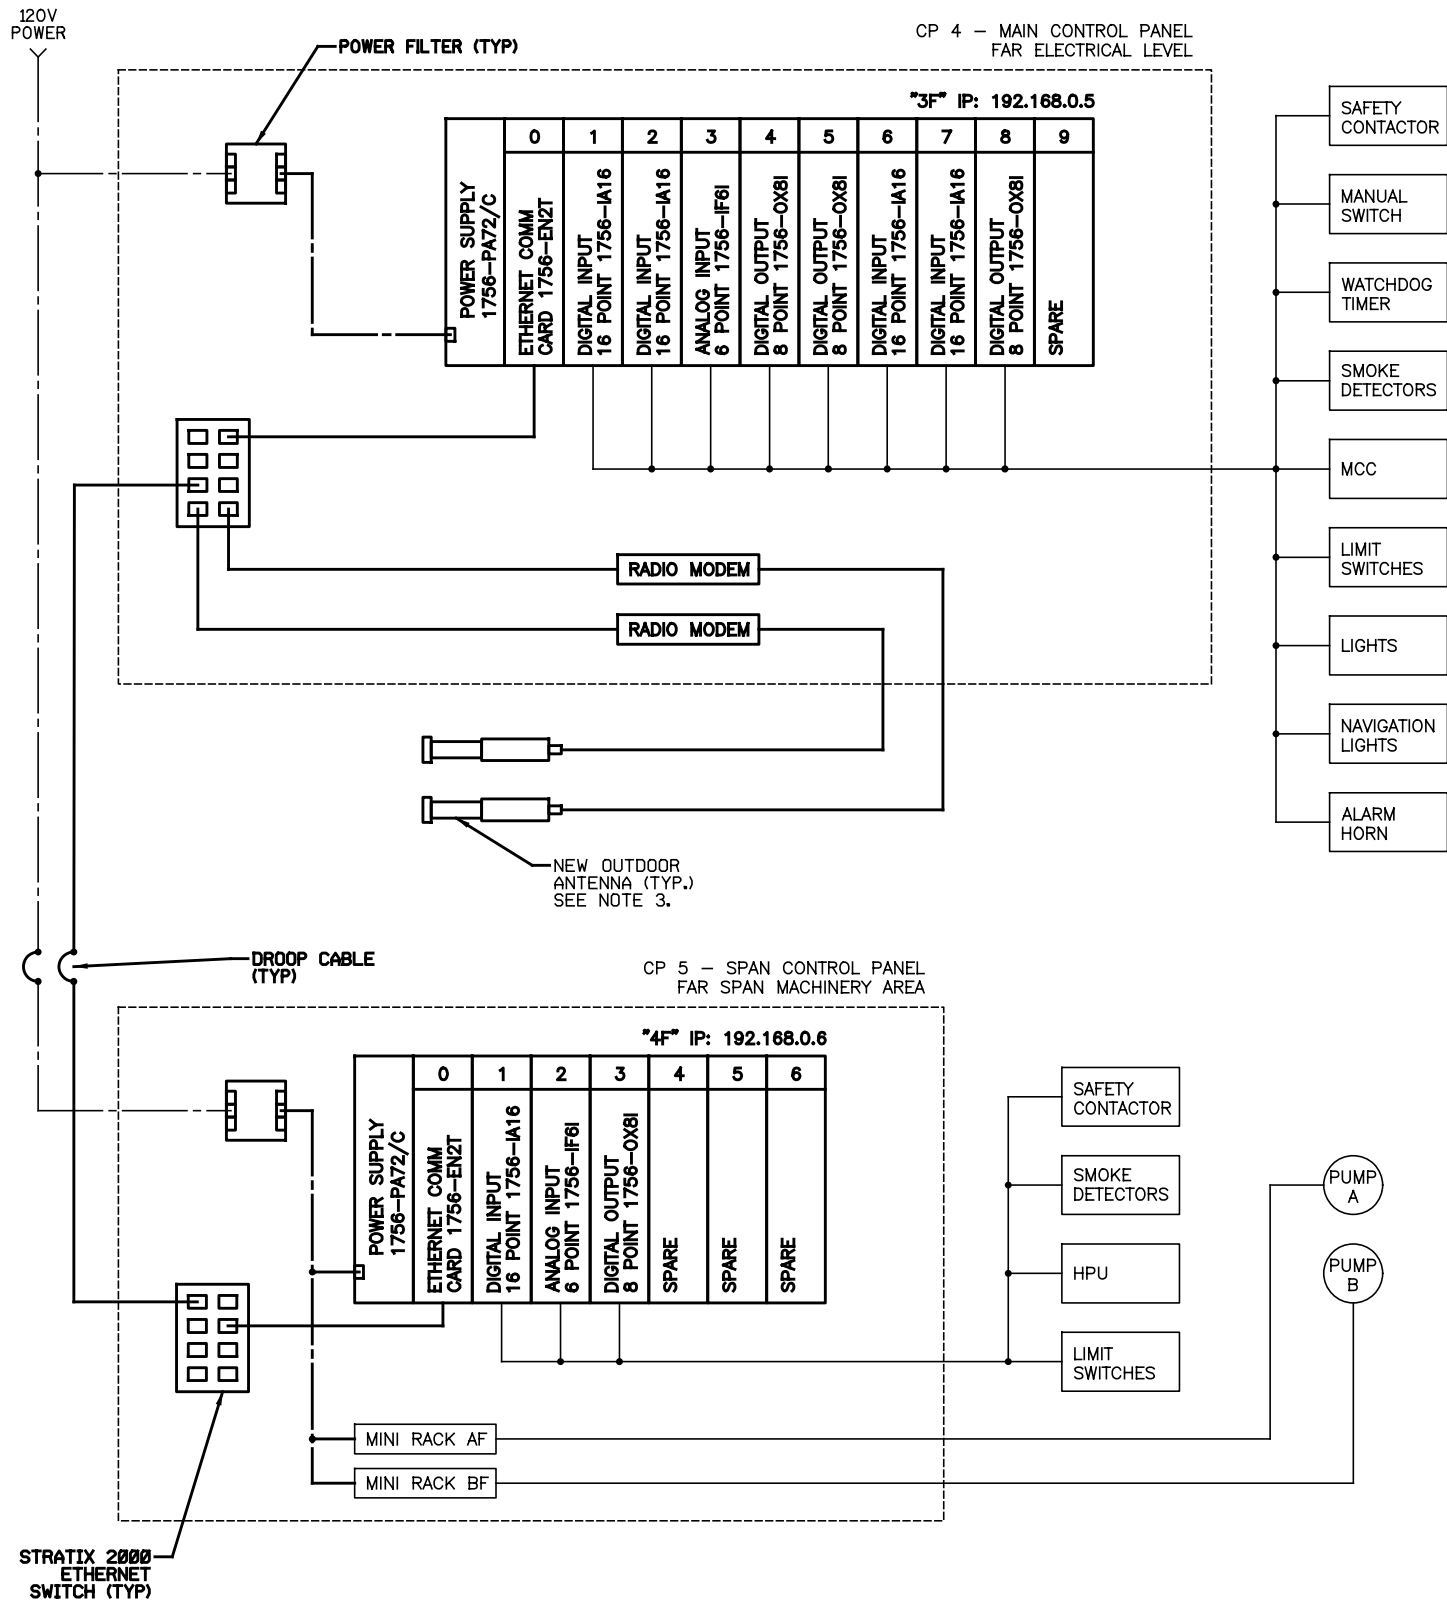 120V
POWER
POWER FILTER (TYP)
CP 4 – MAIN CONTROL PANEL
FAR ELECTRICAL LEVEL
"3F" IP: 192.168.0.5
POWER SUPPLY
1756-PA72/C
0
ETHERNET COMM
CARD 1756-EN2T
1
DIGITAL INPUT
16 POINT 1756-IA16
2
DIGITAL INPUT
16 POINT 1756-IA16
3
ANALOG INPUT
6 POINT 1756-IF6I
4
DIGITAL OUTPUT
8 POINT 1756-OX8I
5
DIGITAL OUTPUT
8 POINT 1756-OX8I
6
DIGITAL INPUT
16 POINT 1756-IA16
7
DIGITAL INPUT
16 POINT 1756-IA16
8
DIGITAL OUTPUT
8 POINT 1756-OX8I
9
SPARE
SAFETY
CONTACTOR
MANUAL
SWITCH
WATCHDOG
TIMER
SMOKE
DETECTORS
MCC
LIMIT
SWITCHES
LIGHTS
NAVIGATION
LIGHTS
ALARM
HORN
RADIO MODEM
RADIO MODEM
NEW OUTDOOR
ANTENNA (TYP.)
SEE NOTE 3.
DROOP CABLE
(TYP)
CP 5 – SPAN CONTROL PANEL
FAR SPAN MACHINERY AREA
"4F" IP: 192.168.0.6
POWER SUPPLY
1756-PA72/C
0
ETHERNET COMM
CARD 1756-EN2T
1
DIGITAL INPUT
16 POINT 1756-IA16
2
ANALOG INPUT
6 POINT 1756-IF6I
3
DIGITAL OUTPUT
8 POINT 1756-OX8I
4
SPARE
5
SPARE
6
SPARE
SAFETY
CONTACTOR
SMOKE
DETECTORS
HPU
LIMIT
SWITCHES
PUMP
A
PUMP
B
MINI RACK AF
MINI RACK BF
STRATIX 2000
ETHERNET
SWITCH (TYP)